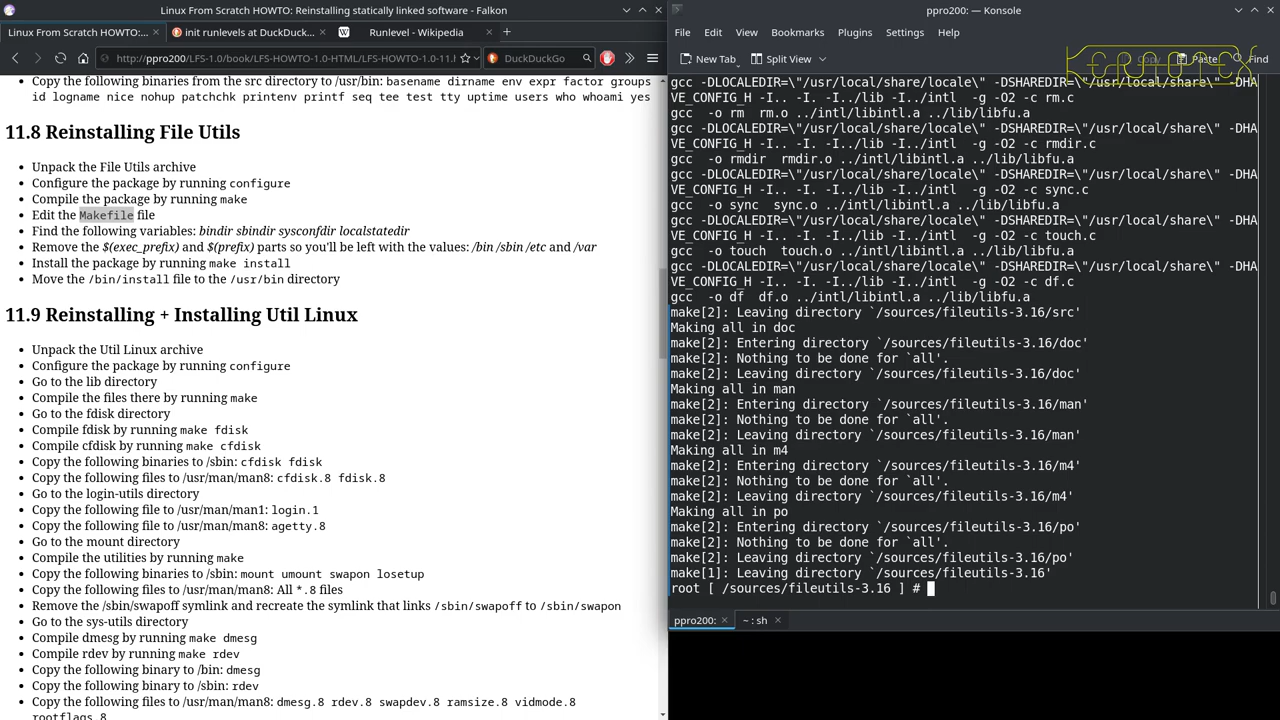 Linux From Scratch HOWTO: Reinstalling statically linked software - Falkon
Linux From Scratch HOWTO:...
init runlevels at DuckDuck...
Runlevel - Wikipedia
http://ppro200/LFS-1.0/book/LFS-HOWTO-1.0-HTML/LFS-HOWTO-1.0-11.h
DuckDuckGo
Copy the following binaries from the src directory to /usr/bin: basename dirname env expr factor groups
id logname nice nohup patchchk printenv printf seq tee test tty uptime users who whoami yes
11.8 Reinstalling File Utils
Unpack the File Utils archive
Configure the package by running configure
Compile the package by running make
Edit the Makefile file
Find the following variables: bindir sbindir sysconfdir localstatedir
Remove the $(exec_prefix) and $(prefix) parts so you'll be left with the values: /bin /sbin /etc and /var
Install the package by running make install
Move the /bin/install file to the /usr/bin directory
11.9 Reinstalling + Installing Util Linux
Unpack the Util Linux archive
Configure the package by running configure
Go to the lib directory
Compile the files there by running make
Go to the fdisk directory
Compile fdisk by running make fdisk
Compile cfdisk by running make cfdisk
Copy the following binaries to /sbin: cfdisk fdisk
Copy the following files to /usr/man/man8: cfdisk.8 fdisk.8
Go to the login-utils directory
Copy the following file to /usr/man/man1: login.1
Copy the following file to /usr/man/man8: agetty.8
Go to the mount directory
Compile the utilities by running make
Copy the following binaries to /sbin: mount umount swapon losetup
Copy the following files to /usr/man/man8: All *.8 files
Remove the /sbin/swapoff symlink and recreate the symlink that links /sbin/swapoff to /sbin/swapon
Go to the sys-utils directory
Compile dmesg by running make dmesg
Compile rdev by running make rdev
Copy the following binary to /bin: dmesg
Copy the following binary to /sbin: rdev
Copy the following files to /usr/man/man8: dmesg.8 rdev.8 swapdev.8 ramsize.8 vidmode.8
rootflags.8
ppro200: — Konsole
File Edit View Bookmarks Plugins Settings Help
New Tab Split View Copy Paste Find
gcc -DLOCALEDIR=\"/usr/local/share/locale\" -DSHAREDIR=\"/usr/local/share\" -DHA
VE_CONFIG_H -I.. -I. -I../lib -I../intl  -g -O2 -c rm.c
gcc  -o rm  rm.o ../intl/libintl.a ../lib/libfu.a
gcc -DLOCALEDIR=\"/usr/local/share/locale\" -DSHAREDIR=\"/usr/local/share\" -DHA
VE_CONFIG_H -I.. -I. -I../lib -I../intl  -g -O2 -c rmdir.c
gcc  -o rmdir  rmdir.o ../intl/libintl.a ../lib/libfu.a
gcc -DLOCALEDIR=\"/usr/local/share/locale\" -DSHAREDIR=\"/usr/local/share\" -DHA
VE_CONFIG_H -I.. -I. -I../lib -I../intl  -g -O2 -c sync.c
gcc  -o sync  sync.o ../intl/libintl.a ../lib/libfu.a
gcc -DLOCALEDIR=\"/usr/local/share/locale\" -DSHAREDIR=\"/usr/local/share\" -DHA
VE_CONFIG_H -I.. -I. -I../lib -I../intl  -g -O2 -c touch.c
gcc  -o touch  touch.o ../intl/libintl.a ../lib/libfu.a
gcc -DLOCALEDIR=\"/usr/local/share/locale\" -DSHAREDIR=\"/usr/local/share\" -DHA
VE_CONFIG_H -I.. -I. -I../lib -I../intl  -g -O2 -c df.c
gcc  -o df  df.o ../intl/libintl.a ../lib/libfu.a
make[2]: Leaving directory `/sources/fileutils-3.16/src'
Making all in doc
make[2]: Entering directory `/sources/fileutils-3.16/doc'
make[2]: Nothing to be done for `all'.
make[2]: Leaving directory `/sources/fileutils-3.16/doc'
Making all in man
make[2]: Entering directory `/sources/fileutils-3.16/man'
make[2]: Nothing to be done for `all'.
make[2]: Leaving directory `/sources/fileutils-3.16/man'
Making all in m4
make[2]: Entering directory `/sources/fileutils-3.16/m4'
make[2]: Nothing to be done for `all'.
make[2]: Leaving directory `/sources/fileutils-3.16/m4'
Making all in po
make[2]: Entering directory `/sources/fileutils-3.16/po'
make[2]: Nothing to be done for `all'.
make[2]: Leaving directory `/sources/fileutils-3.16/po'
make[1]: Leaving directory `/sources/fileutils-3.16'
root [ /sources/fileutils-3.16 ] #
ppro200:
~ : sh